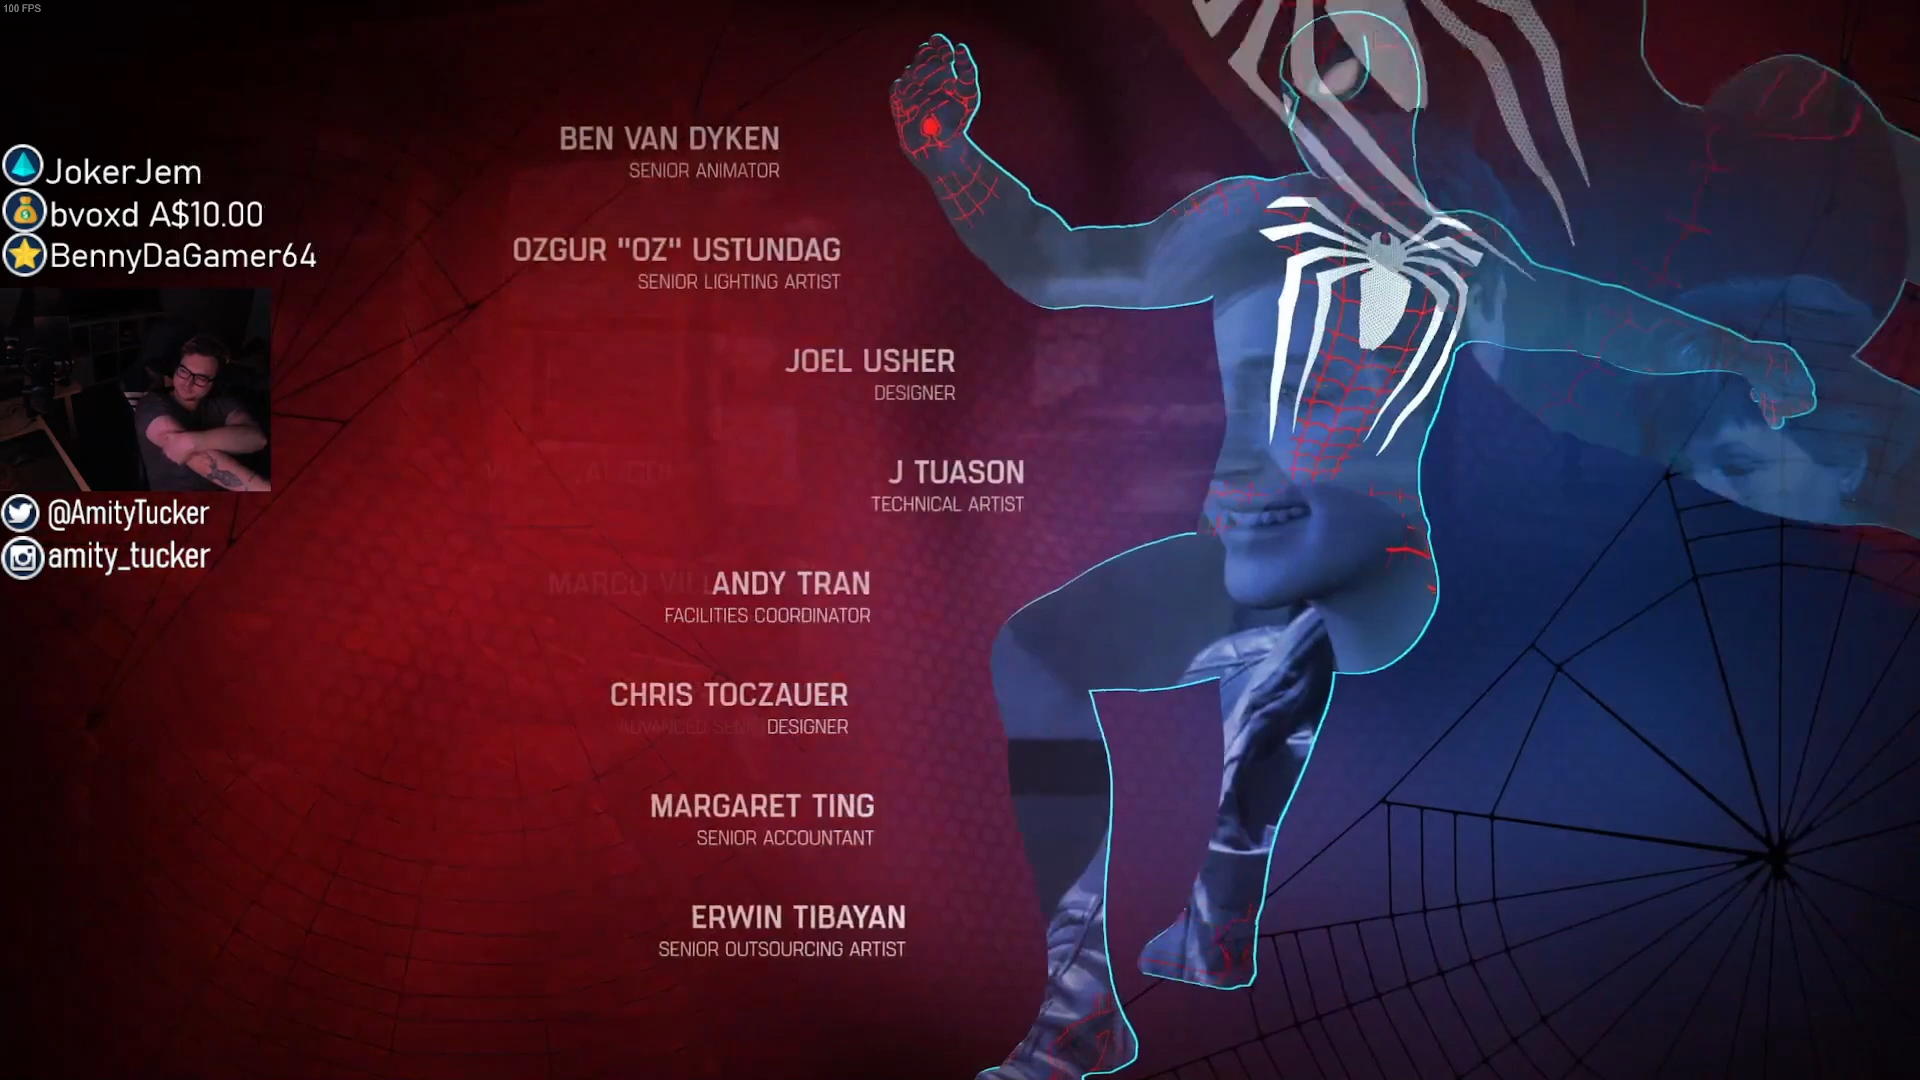 100 FPS
JokerJem
bvoxd A$10.00
BennyDaGamer64
@AmityTucker
amity_tucker
BEN VAN DYKEN
SENIOR ANIMATOR
OZGUR "OZ" USTUNDAG
SENIOR LIGHTING ARTIST
JOEL USHER
DESIGNER
J TUASON
TECHNICAL ARTIST
ANDY TRAN
FACILITIES COORDINATOR
CHRIS TOCZAUER
DESIGNER
MARGARET TING
SENIOR ACCOUNTANT
ERWIN TIBAYAN
SENIOR OUTSOURCING ARTIST